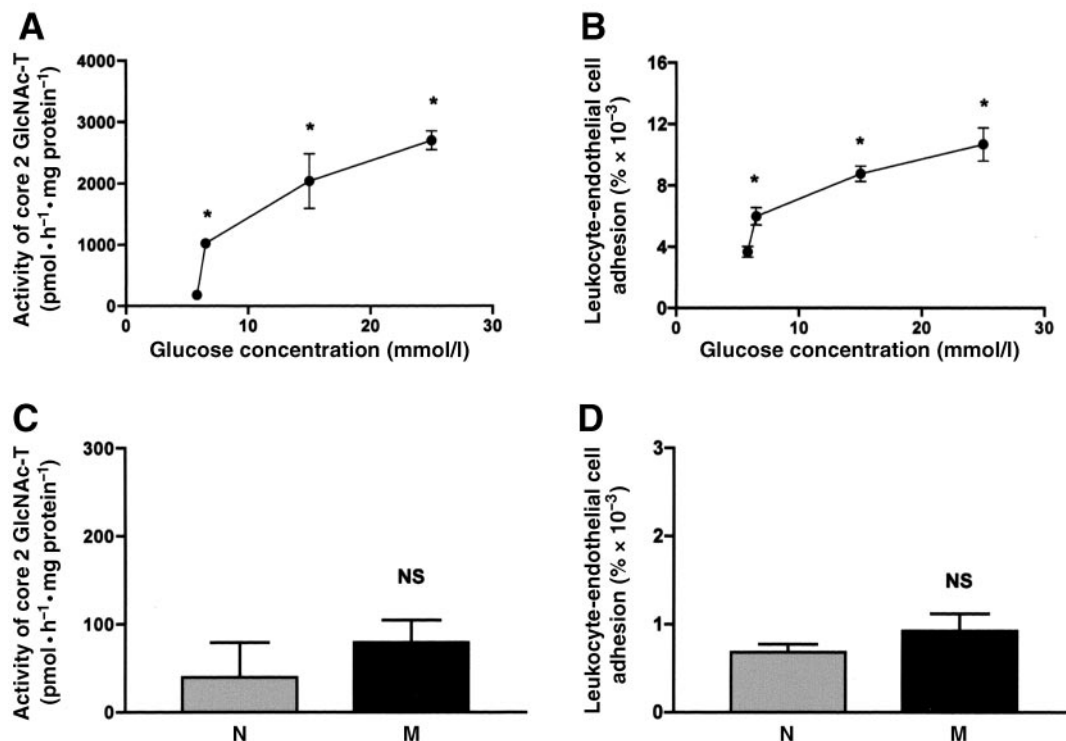 A
Activity of core 2 GlcNAc-T
(pmol • h⁻¹ • mg protein⁻¹)
4000
3000
2000
1000
0
*
*
*
0 10 20 30
Glucose concentration (mmol/l)
B
Leukocyte-endothelial cell
adhesion (% × 10⁻³)
16
12
8
4
0
*
*
*
0 10 20 30
Glucose concentration (mmol/l)
C
Activity of core 2 GlcNAc-T
(pmol • h⁻¹ • mg protein⁻¹)
300
200
100
0
NS
N M
D
Leukocyte-endothelial cell
adhesion (% × 10⁻³)
3
2
1
0
NS
N M